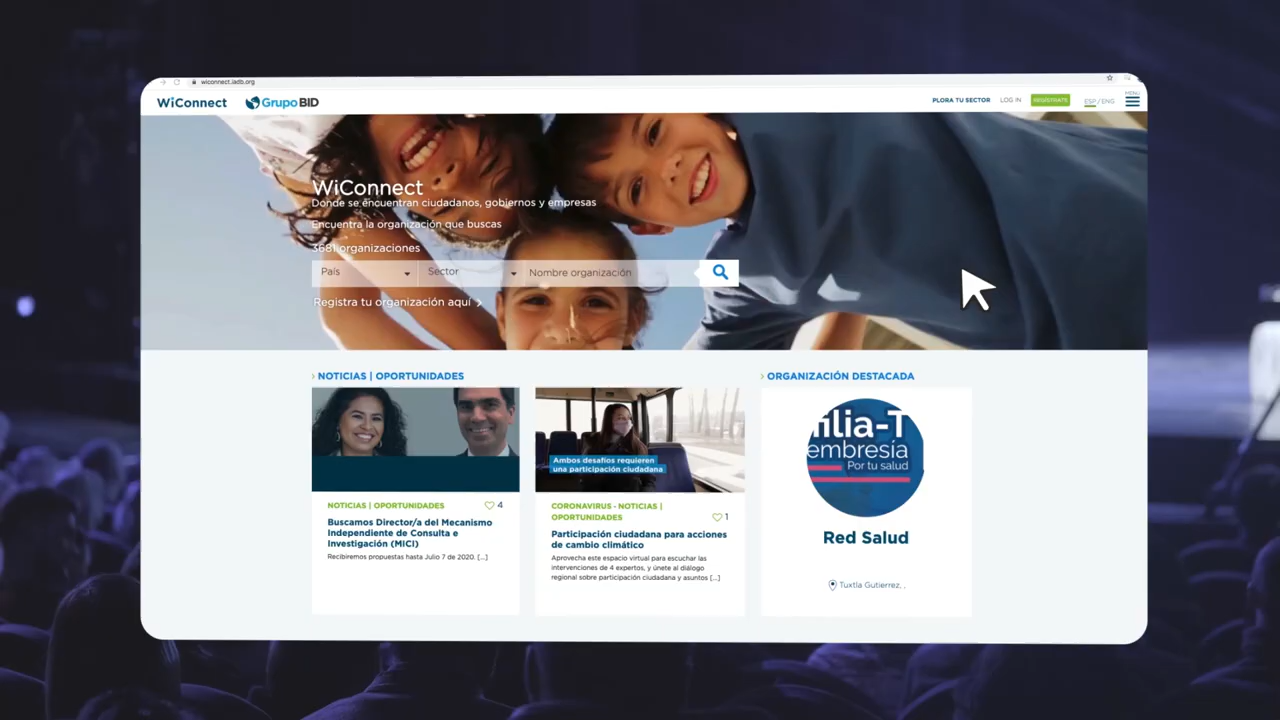 wiconnect.iadb.org
WiConnect
Grupo BID
PLORA TU SECTOR
LOG IN
REGÍSTRATE
ESP / ENG
MENU
WiConnect
Donde se encuentran ciudadanos, gobiernos y empresas
Encuentra la organización que buscas
3681 organizaciones
País
Sector
Nombre organización
Registra tu organización aquí >
> NOTICIAS | OPORTUNIDADES
NOTICIAS | OPORTUNIDADES
4
Buscamos Director/a del Mecanismo
Independiente de Consulta e
Investigación (MICI)
Recibiremos propuestas hasta Julio 7 de 2020. [...]
Ambos desafíos requieren
una participación ciudadana
CORONAVIRUS - NOTICIAS |
OPORTUNIDADES
1
Participación ciudadana para acciones
de cambio climático
Aprovecha este espacio virtual para escuchar las
intervenciones de 4 expertos, y únete al diálogo
regional sobre participación ciudadana y asuntos [...]
> ORGANIZACIÓN DESTACADA
filia-T
embresía
Por tu salud
Red Salud
Tuxtla Gutierrez, ,